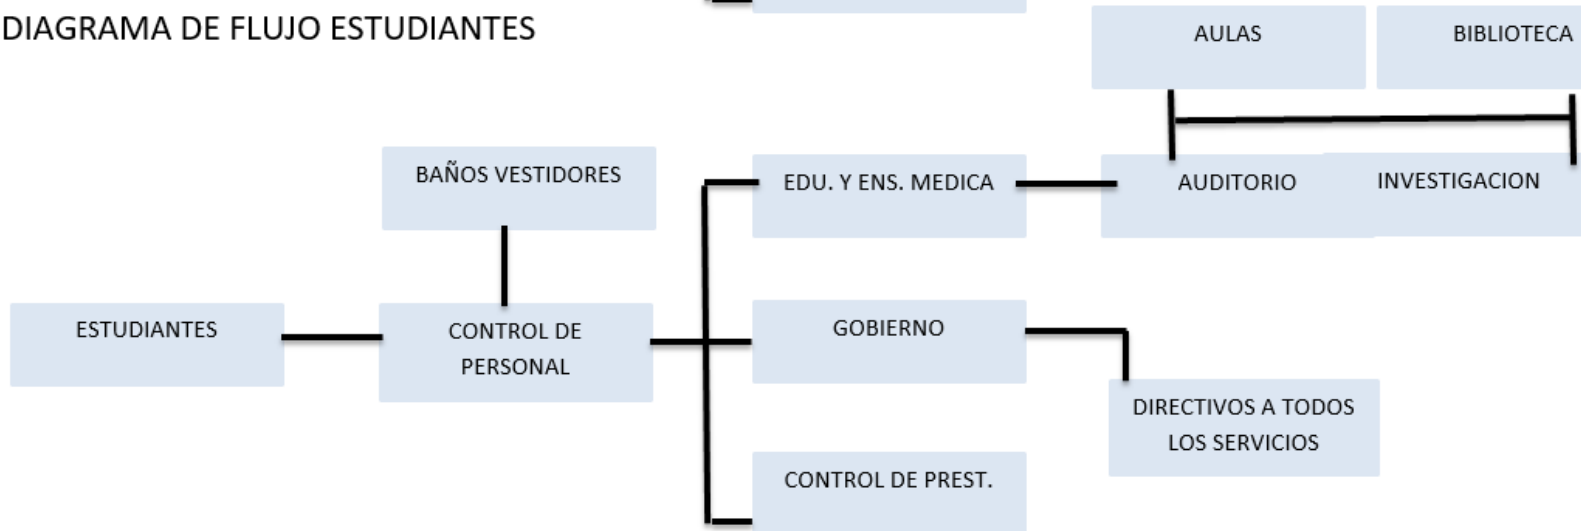 DIAGRAMA DE FLUJO ESTUDIANTES
AULAS
BIBLIOTECA
BAÑOS VESTIDORES
EDU. Y ENS. MEDICA
AUDITORIO
INVESTIGACION
ESTUDIANTES
CONTROL DE
PERSONAL
GOBIERNO
DIRECTIVOS A TODOS
LOS SERVICIOS
CONTROL DE PREST.